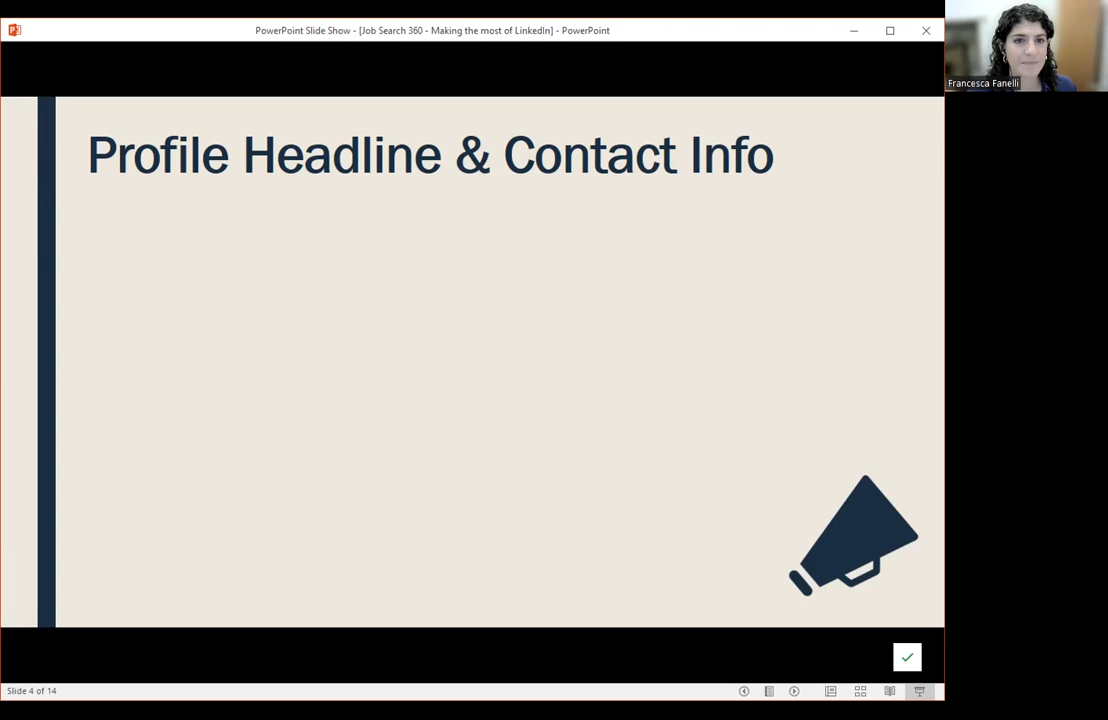 PowerPoint Slide Show - [Job Search 360 - Making the most of LinkedIn] - PowerPoint
Francesca Fanelli
Profile Headline & Contact Info
Slide 4 of 14